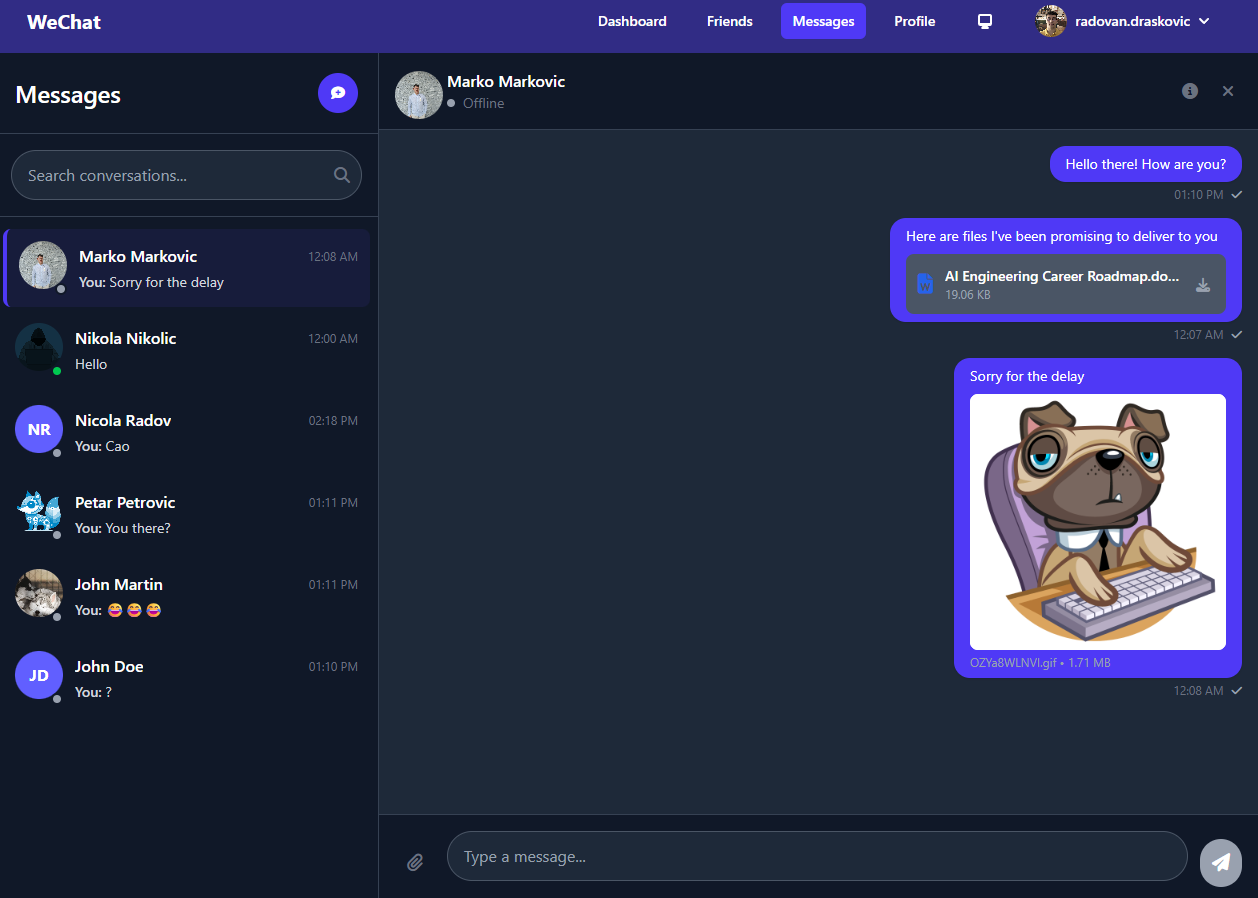 WeChat
Dashboard
Friends
Messages
Profile
radovan.draskovic
Messages
Search conversations...
Marko Markovic
12:08 AM
You: Sorry for the delay
Nikola Nikolic
12:00 AM
Hello
NR
Nicola Radov
02:18 PM
You: Cao
Petar Petrovic
01:11 PM
You: You there?
John Martin
01:11 PM
You: 😂 😂 😂
JD
John Doe
01:10 PM
You: ?
Marko Markovic
Offline
Hello there! How are you?
01:10 PM
Here are files I've been promising to deliver to you
W
AI Engineering Career Roadmap.do...
19.06 KB
12:07 AM
Sorry for the delay
OZYa8WLNVI.gif • 1.71 MB
12:08 AM
Type a message...